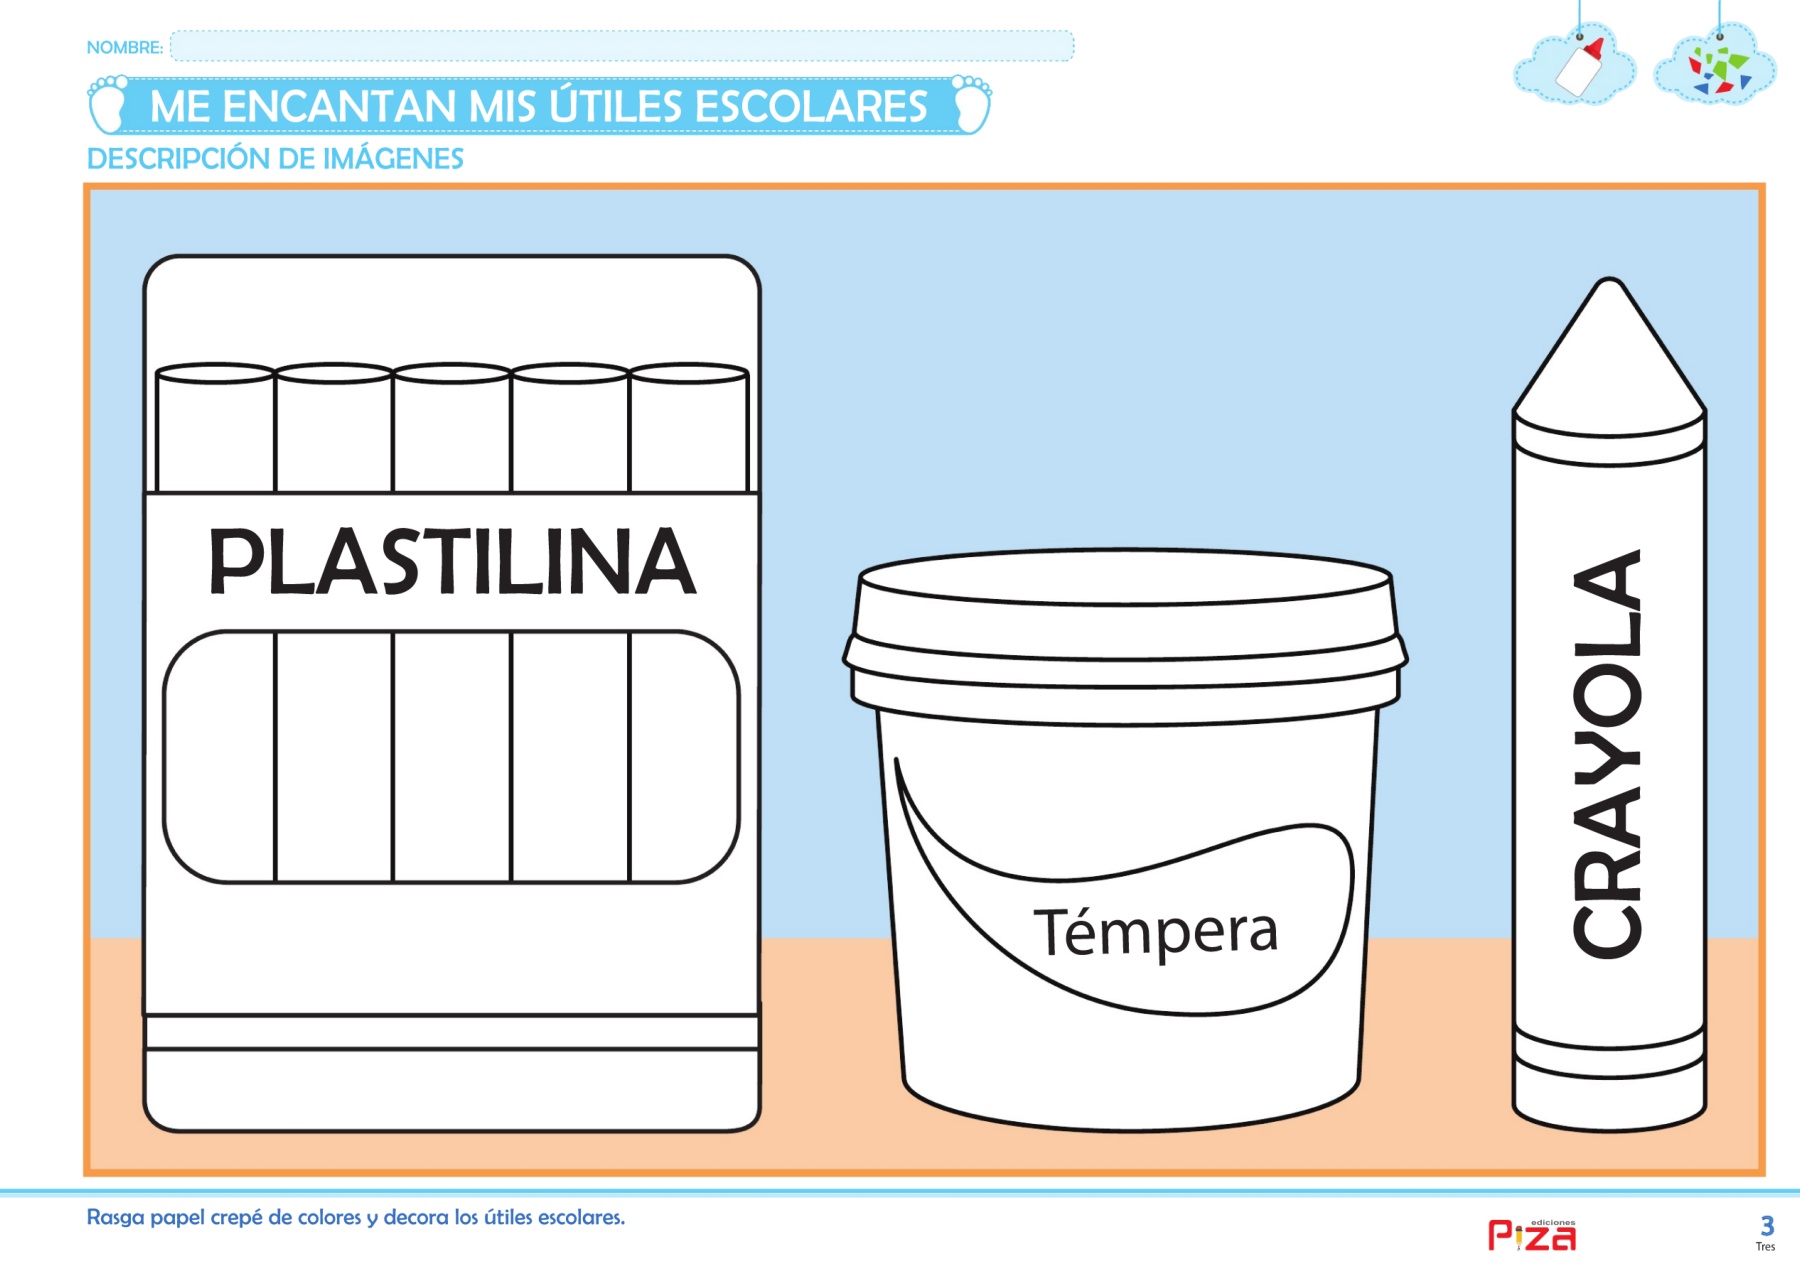 NOMBRE:
ME ENCANTAN MIS ÚTILES ESCOLARES
DESCRIPCIÓN DE IMÁGENES
PLASTILINA
Témpera
CRAYOLA
Rasga papel crepé de colores y decora los útiles escolares.
ediciones
Piza
3
Tres